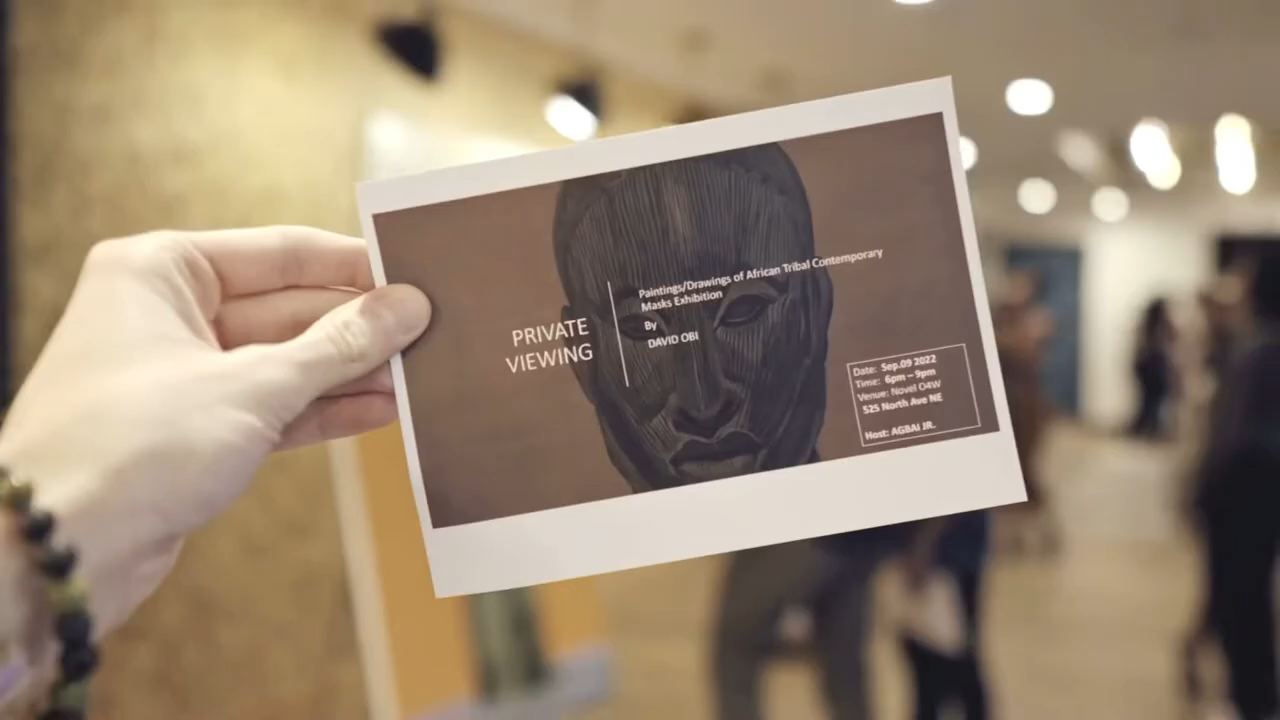 PRIVATE
VIEWING
Paintings/Drawings of African Tribal Contemporary
Masks Exhibition
By
DAVID OBI
Date: Sep.09 2022
Time: 6pm – 9pm
Venue: Novel O4W
525 North Ave NE
Host: AGBAI JR.